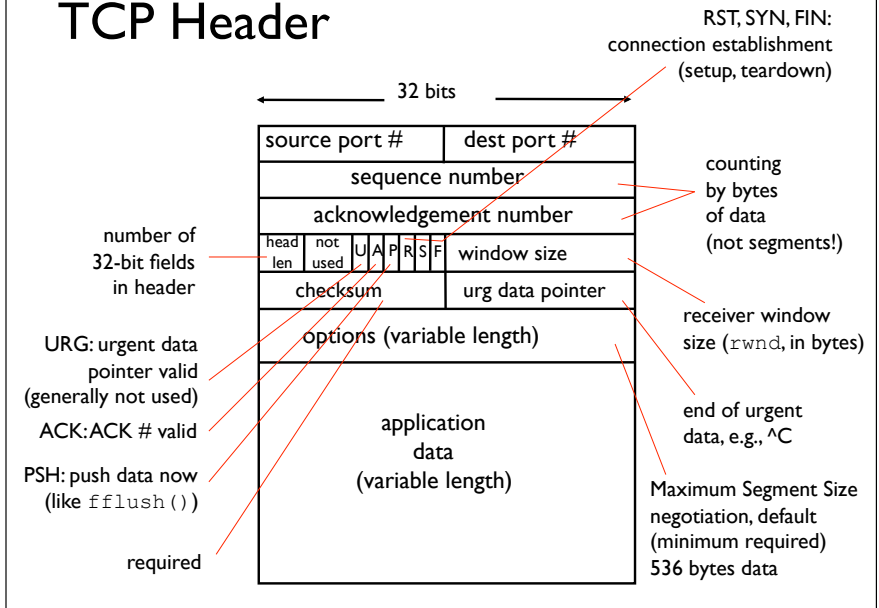 TCP Header
RST, SYN, FIN:
connection establishment
(setup, teardown)
32 bits
source port #
dest port #
sequence number
acknowledgement number
head
len
not
used
U
A
P
R
S
F
window size
checksum
urg data pointer
options (variable length)
application
data
(variable length)
number of
32-bit fields
in header
URG: urgent data
pointer valid
(generally not used)
ACK: ACK # valid
PSH: push data now
(like fflush())
required
counting
by bytes
of data
(not segments!)
receiver window
size (rwnd, in bytes)
end of urgent
data, e.g., ^C
Maximum Segment Size
negotiation, default
(minimum required)
536 bytes data